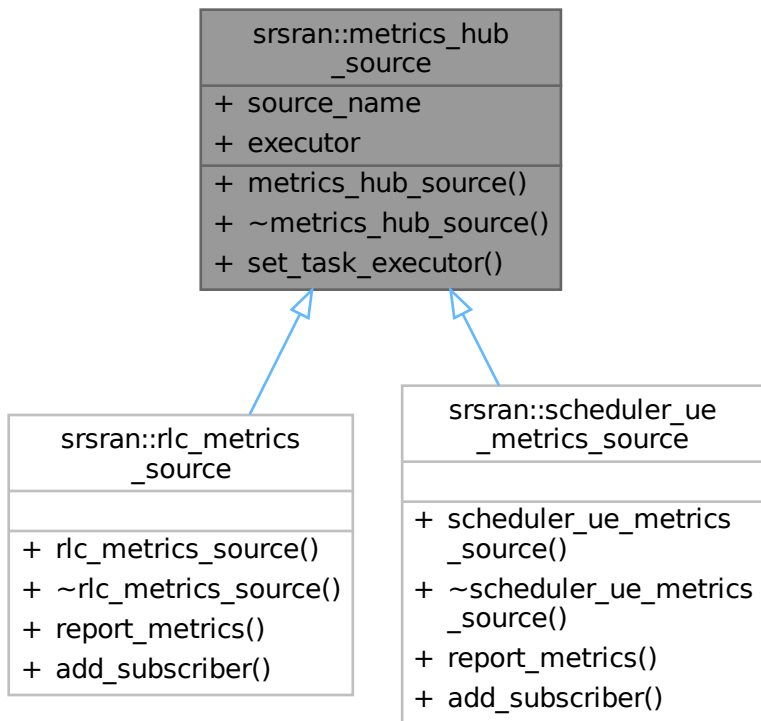 srsran::metrics_hub
_source
+ source_name
+ executor
+ metrics_hub_source()
+ ~metrics_hub_source()
+ set_task_executor()
srsran::rlc_metrics
_source
+ rlc_metrics_source()
+ ~rlc_metrics_source()
+ report_metrics()
+ add_subscriber()
srsran::scheduler_ue
_metrics_source
+ scheduler_ue_metrics
_source()
+ ~scheduler_ue_metrics
_source()
+ report_metrics()
+ add_subscriber()